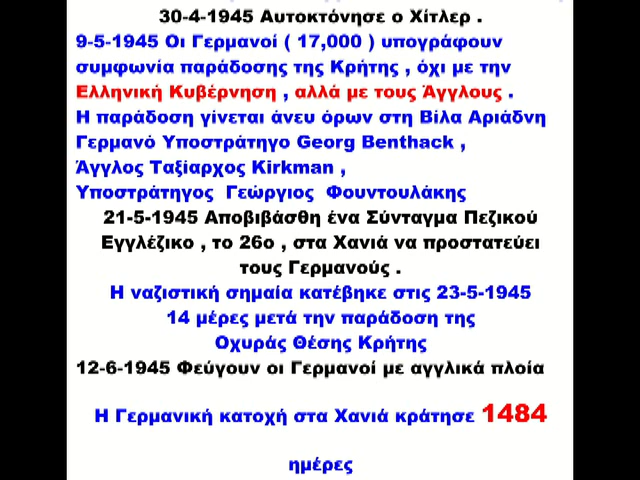 30-4-1945 Αυτοκτόνησε ο Χίτλερ .
9-5-1945 Οι Γερμανοί ( 17,000 ) υπογράφουν
συμφωνία παράδοσης της Κρήτης , όχι με την
Ελληνική Κυβέρνηση , αλλά με τους Άγγλους .
Η παράδοση γίνεται άνευ όρων στη Βίλα Αριάδνη
Γερμανό Υποστράτηγο Georg Benthack ,
Άγγλος Ταξίαρχος Kirkman ,
Υποστράτηγος Γεώργιος Φουντουλάκης
21-5-1945 Αποβιβάσθη ένα Σύνταγμα Πεζικού
Εγγλέζικο , το 26ο , στα Χανιά να προστατεύει
τους Γερμανούς .
Η ναζιστική σημαία κατέβηκε στις 23-5-1945
14 μέρες μετά την παράδοση της
Οχυράς Θέσης Κρήτης
12-6-1945 Φεύγουν οι Γερμανοί με αγγλικά πλοία
Η Γερμανική κατοχή στα Χανιά κράτησε 1484
ημέρες